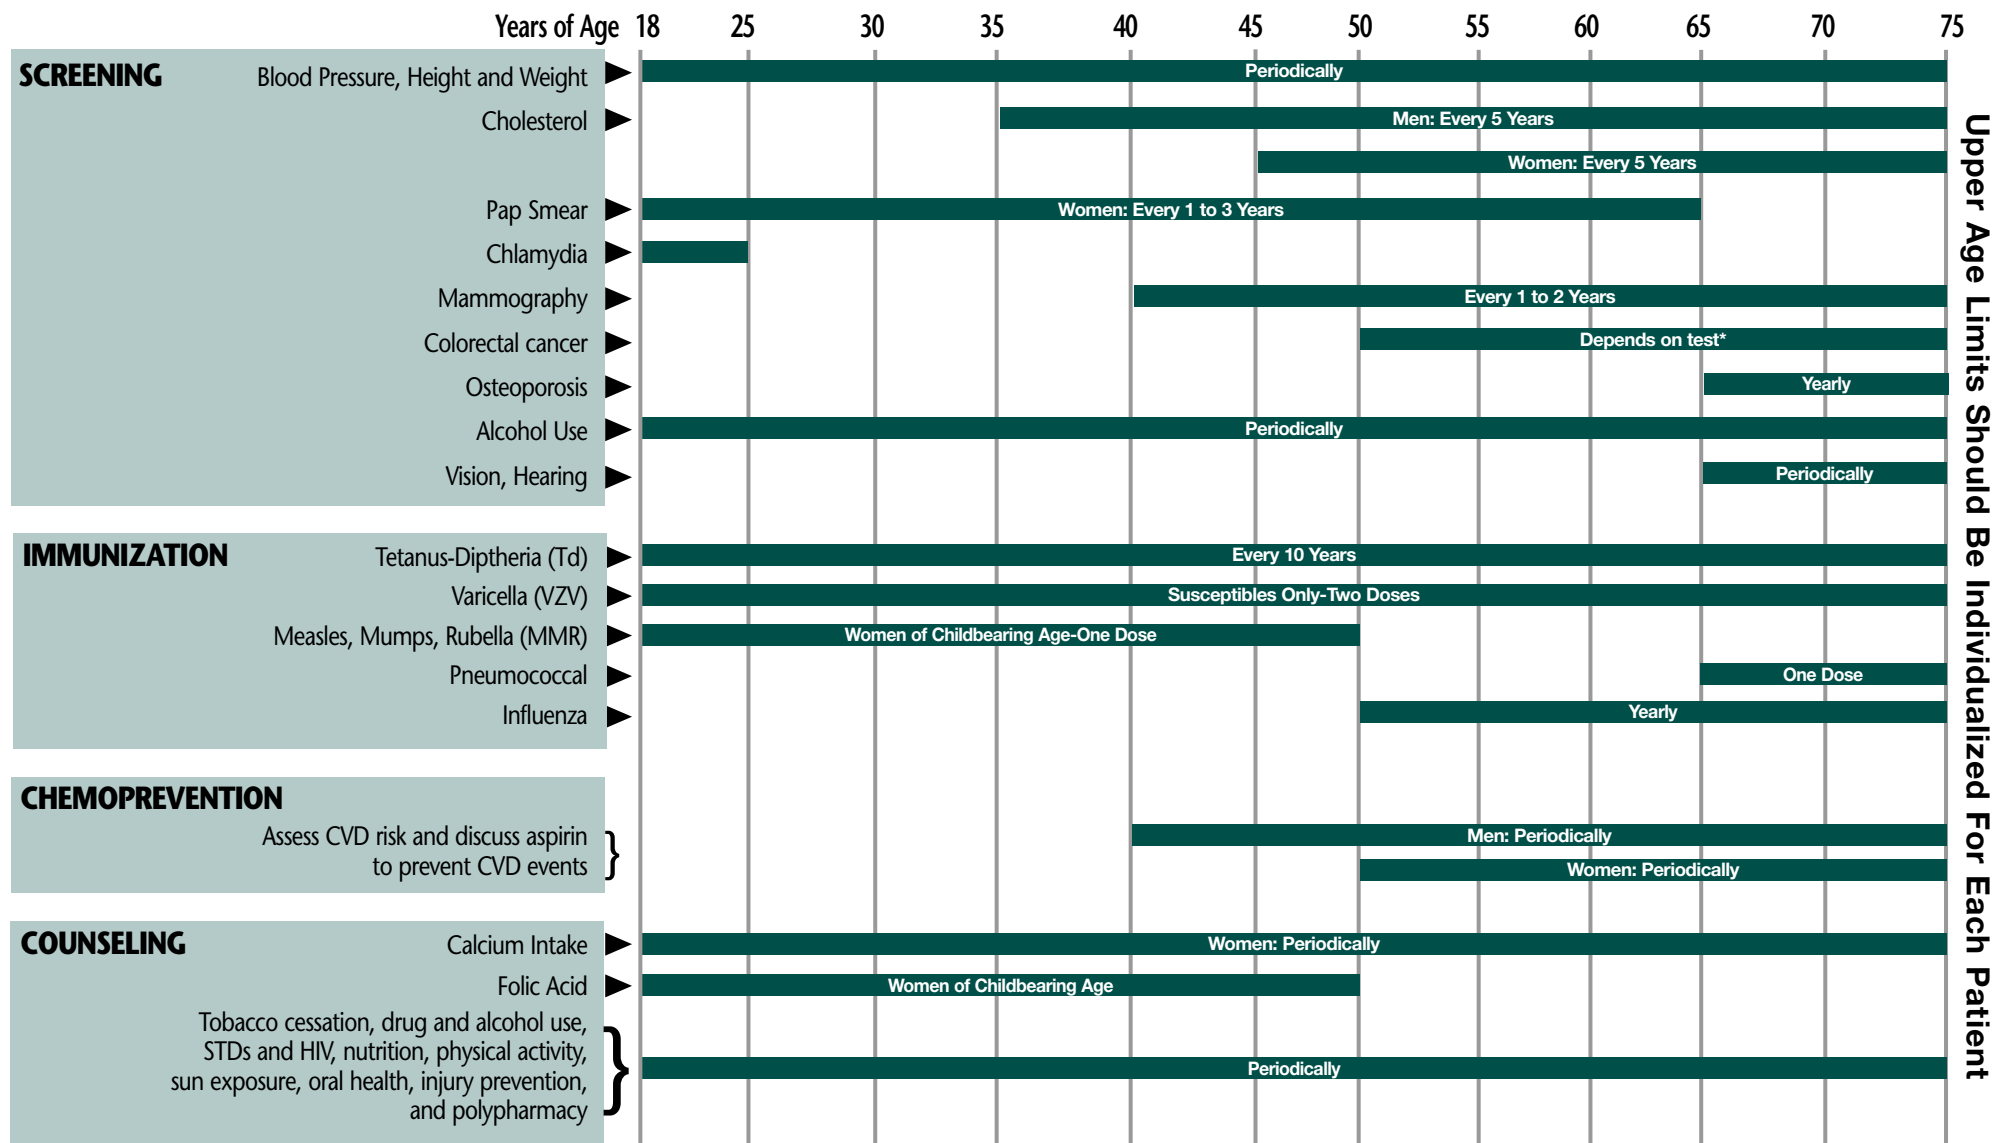 Years of Age 18 25 30 35 40 45 50 55 60 65 70 75
SCREENING Blood Pressure, Height and Weight Periodically
Cholesterol Men: Every 5 Years
Women: Every 5 Years
Pap Smear Women: Every 1 to 3 Years
Chlamydia
Mammography Every 1 to 2 Years
Colorectal cancer Depends on test*
Osteoporosis Yearly
Alcohol Use Periodically
Vision, Hearing Periodically
IMMUNIZATION Tetanus-Diptheria (Td) Every 10 Years
Varicella (VZV) Susceptibles Only-Two Doses
Measles, Mumps, Rubella (MMR) Women of Childbearing Age-One Dose
Pneumococcal One Dose
Influenza Yearly
CHEMOPREVENTION
Assess CVD risk and discuss aspirin Men: Periodically
to prevent CVD events Women: Periodically
COUNSELING Calcium Intake Women: Periodically
Folic Acid Women of Childbearing Age
Tobacco cessation, drug and alcohol use,
STDs and HIV, nutrition, physical activity,
sun exposure, oral health, injury prevention,
and polypharmacy
Periodically
Upper Age Limits Should Be Individualized For Each Patient